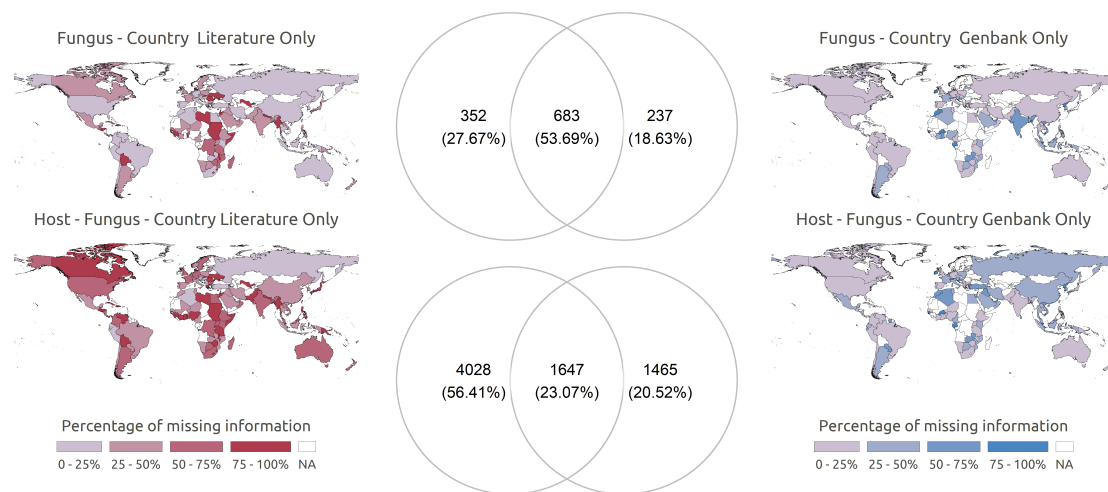 Fungus - Country  Literature Only
Fungus - Country  Genbank Only
352
(27.67%)
683
(53.69%)
237
(18.63%)
Host - Fungus - Country Literature Only
Host - Fungus - Country Genbank Only
4028
(56.41%)
1647
(23.07%)
1465
(20.52%)
Percentage of missing information
0 - 25%
25 - 50%
50 - 75%
75 - 100%
NA
Percentage of missing information
0 - 25%
25 - 50%
50 - 75%
75 - 100%
NA